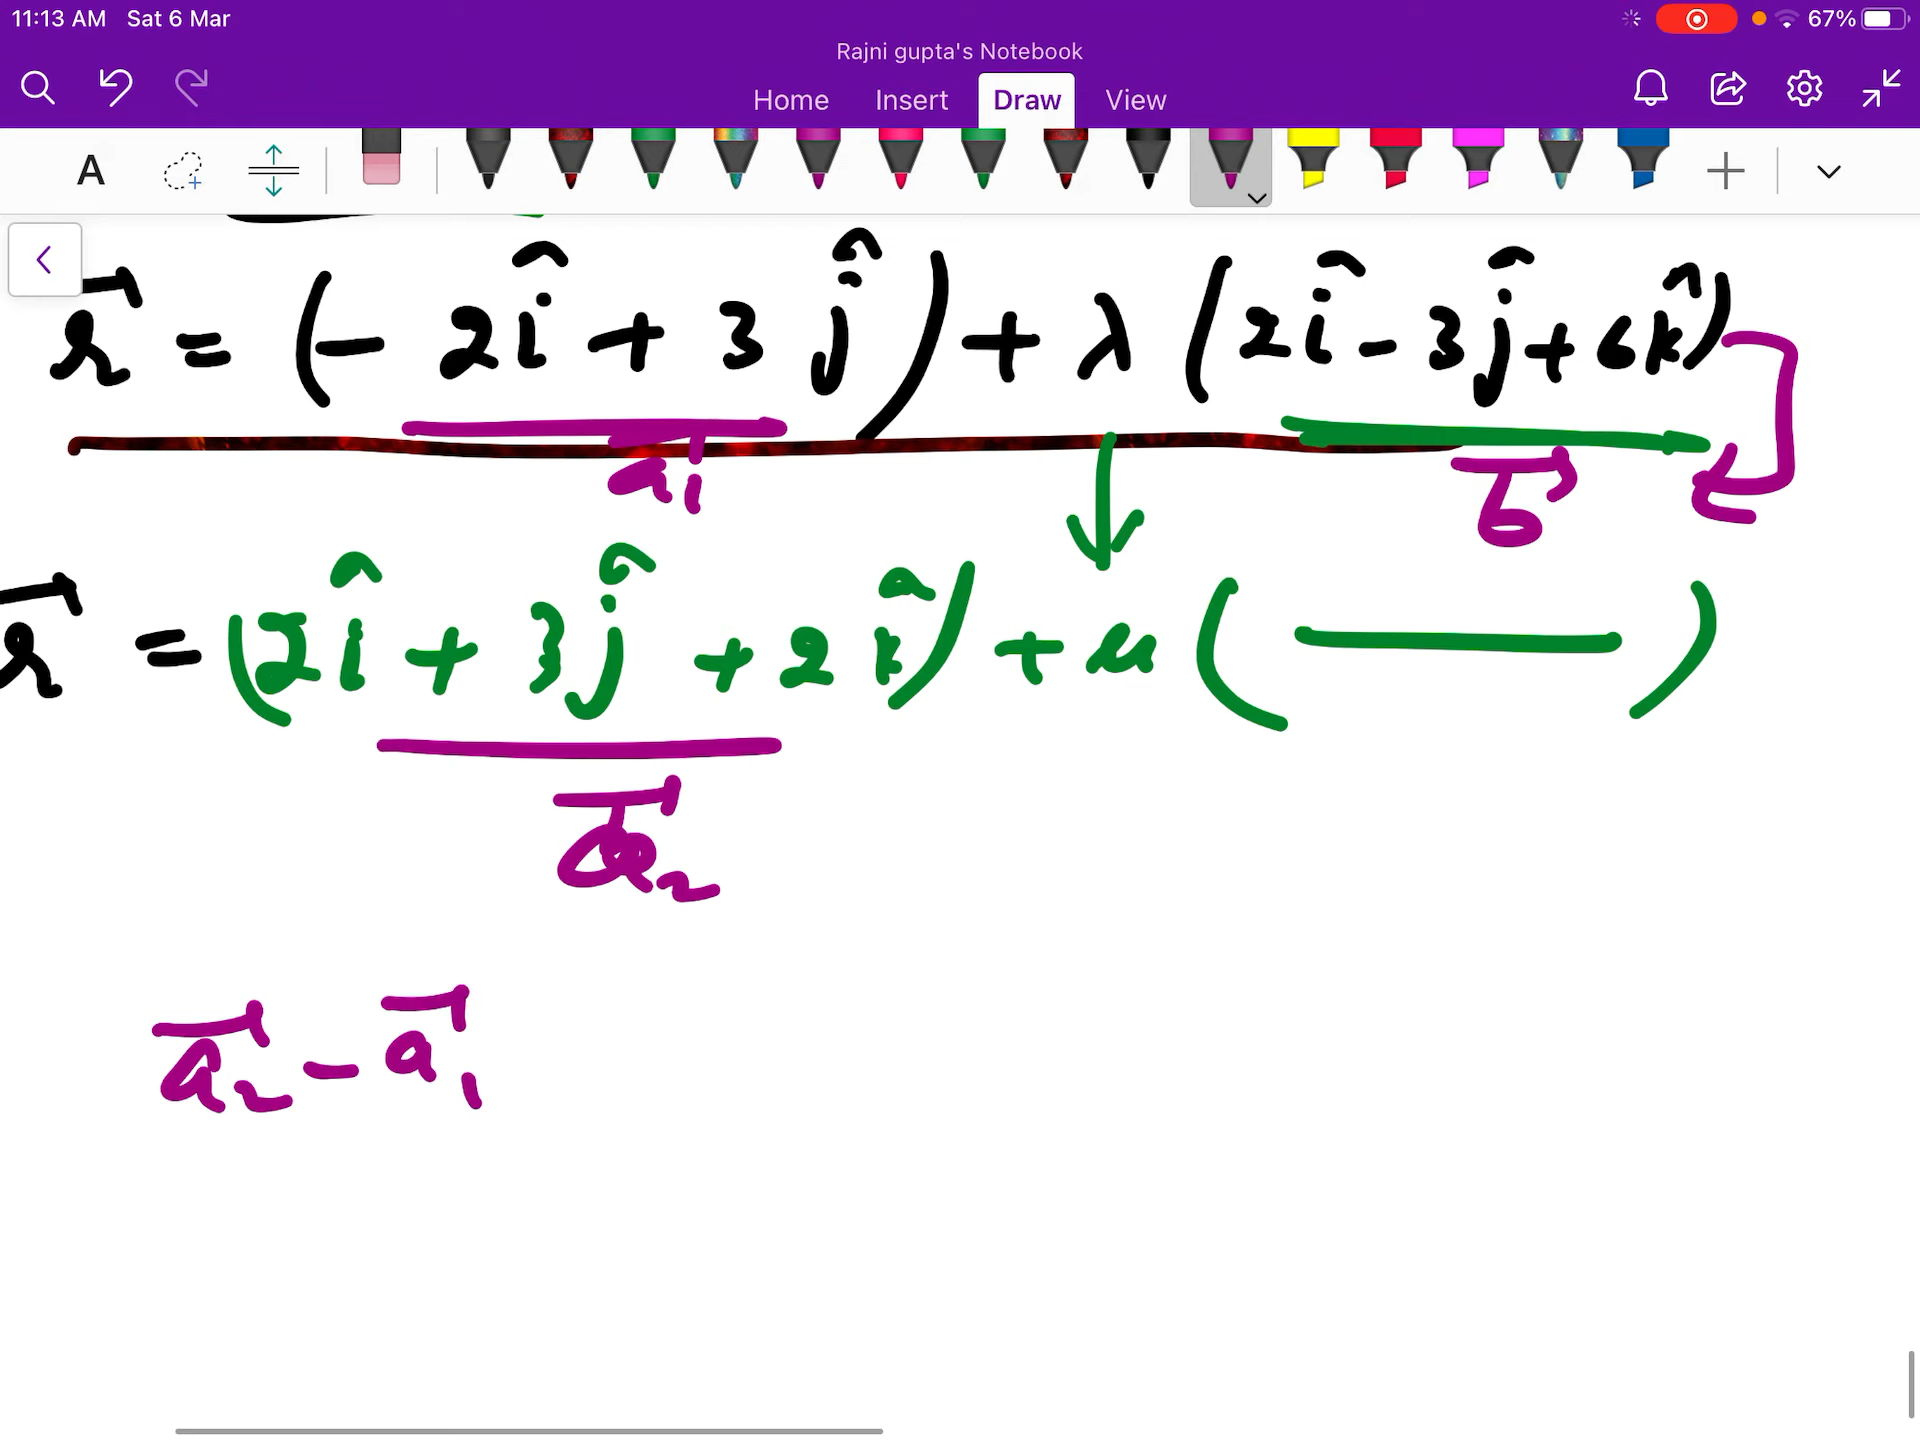 11:13 AM Sat 6 Mar 67%
Rajni gupta's Notebook
Home Insert Draw View
A
r⃗ = (- 2î + 3ĵ) + λ (2î - 3ĵ + 6k̂)
a⃗1 b⃗
r⃗ = (2î + 3ĵ + 2k̂) + μ ( ⸺ )
a⃗2
a⃗2 - a⃗1